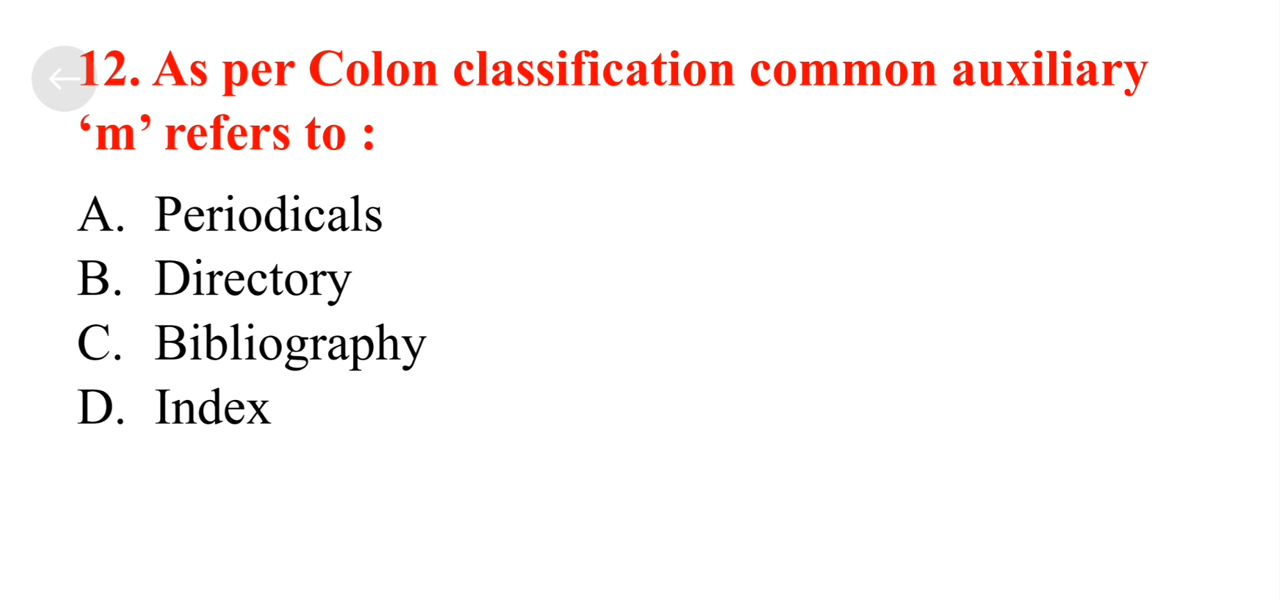 12. As per Colon classification common auxiliary
‘m’ refers to :
A. Periodicals
B. Directory
C. Bibliography
D. Index